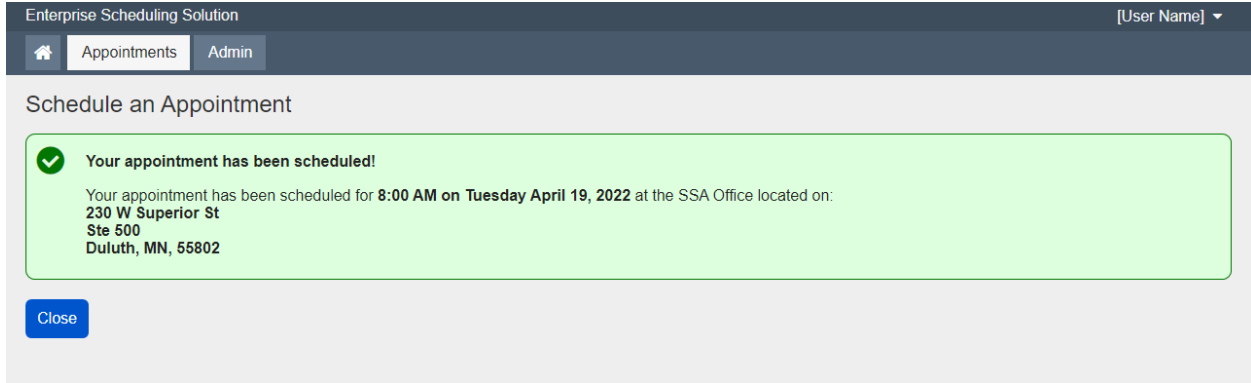 Enterprise Scheduling Solution
[User Name]
Appointments
Admin
Schedule an Appointment
Your appointment has been scheduled!
Your appointment has been scheduled for 8:00 AM on Tuesday April 19, 2022 at the SSA Office located on:
230 W Superior St
Ste 500
Duluth, MN, 55802
Close